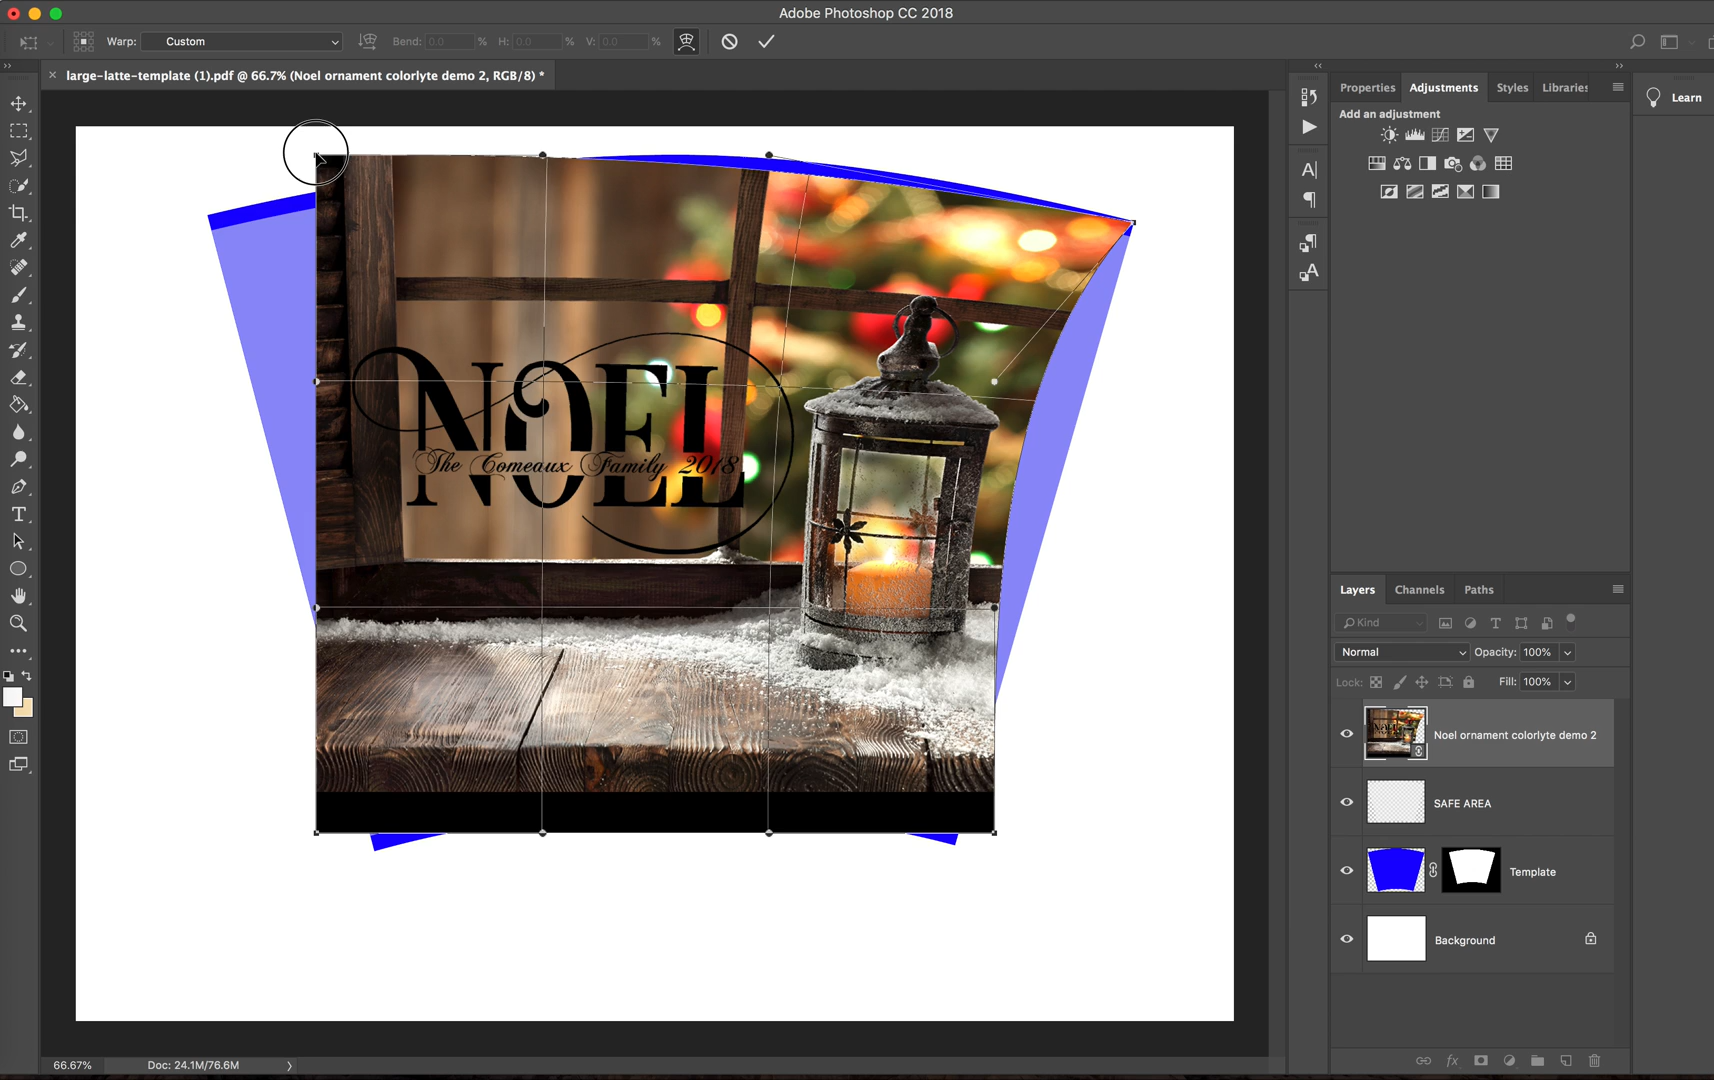 Adobe Photoshop CC 2018
Warp: Custom Bend: 0.0 % H: 0.0 % V: 0.0 %
large-latte-template (1).pdf @ 66.7% (Noel ornament colorlyte demo 2, RGB/8) *
Properties Adjustments Styles Libraries
Learn
Add an adjustment
NOEL
The Comeaux Family 2018
Layers Channels Paths
Kind
Normal Opacity: 100%
Lock: Fill: 100%
Noel ornament colorlyte demo 2
SAFE AREA
Template
Background
66.67% Doc: 24.1M/76.6M